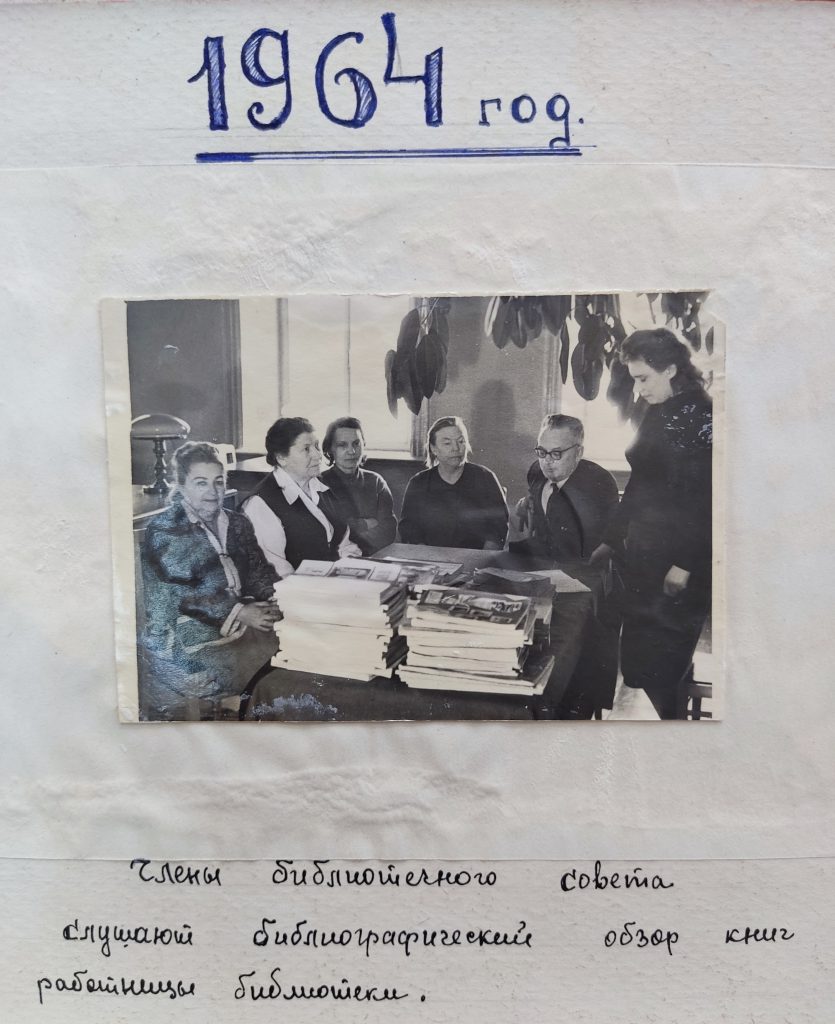 1964 год.
Члены библиотечного совета
слушают библиографический обзор книг
работницы библиотеки.